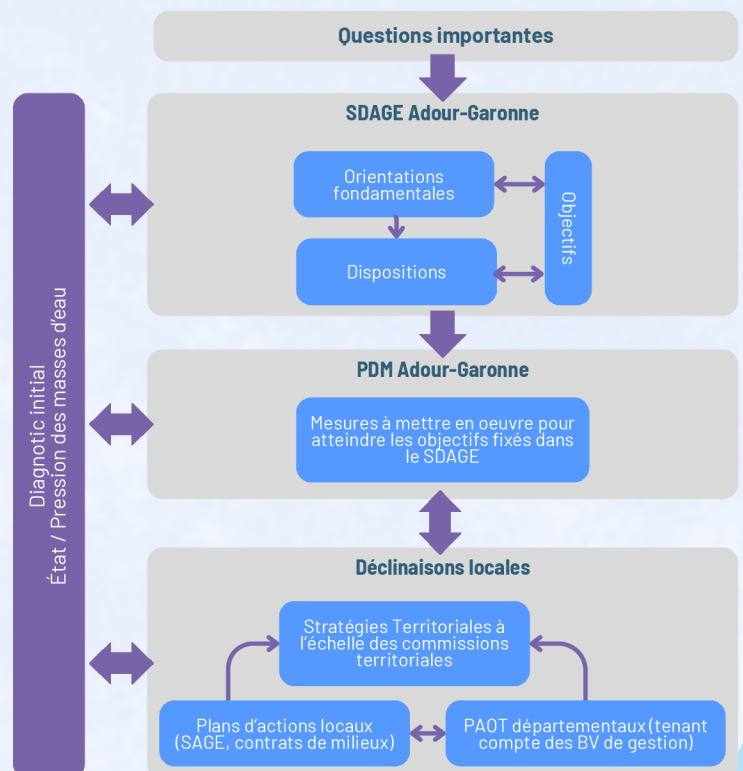 Questions importantes
SDAGE Adour-Garonne
Orientations
fondamentales
Objectifs
Dispositions
Diagnotic initial
État / Pression des masses d'eau
PDM Adour-Garonne
Mesures à mettre en oeuvre pour
atteindre les objectifs fixés dans
le SDAGE
Déclinaisons locales
Stratégies Territoriales à
l'échelle des commissions
territoriales
Plans d'actions locaux
(SAGE, contrats de milieux)
PAOT départementaux (tenant
compte des BV de gestion)